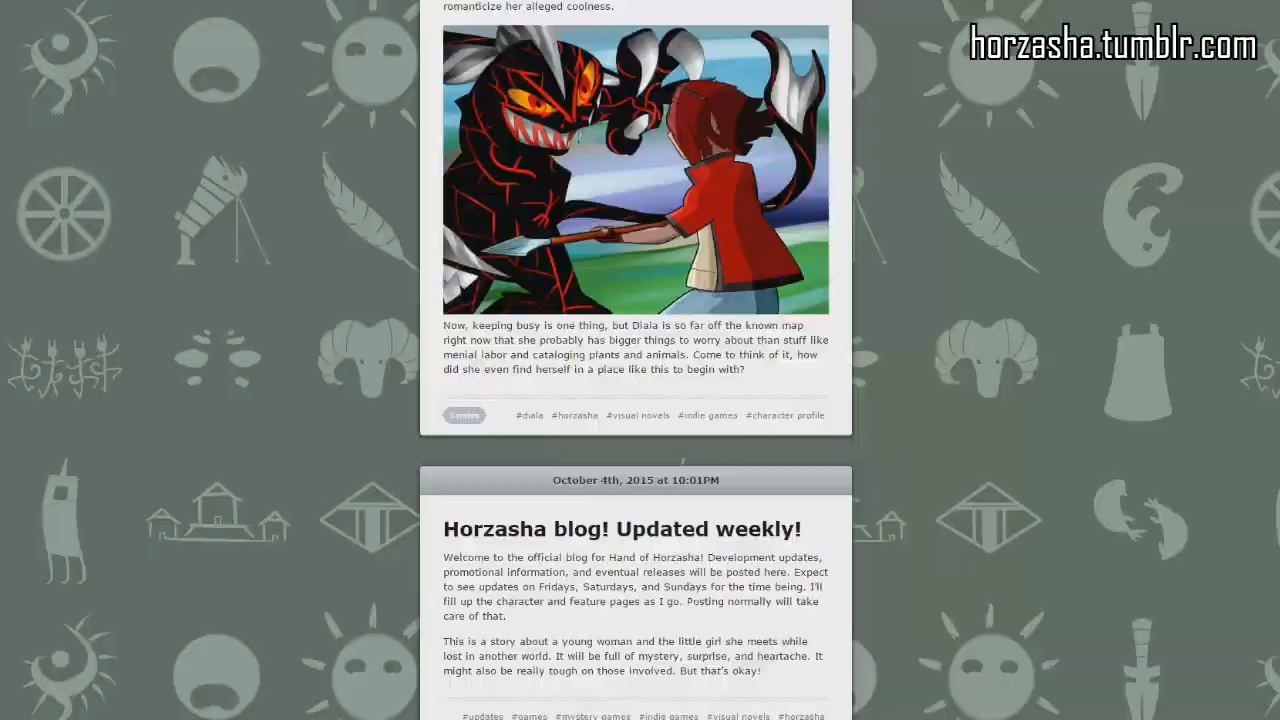 romanticize her alleged coolness.
horzasha.tumblr.com
Now, keeping busy is one thing, but Diala is so far off the known map
right now that she probably has bigger things to worry about than stuff like
menial labor and cataloging plants and animals. Come to think of it, how
did she even find herself in a place like this to begin with?
#diala #horzasha #visual novels #indie games #character profile
October 4th, 2015 at 10:01PM
Horzasha blog! Updated weekly!
Welcome to the official blog for Hand of Horzasha! Development updates,
promotional information, and eventual releases will be posted here. Expect
to see updates on Fridays, Saturdays, and Sundays for the time being. I'll
fill up the character and feature pages as I go. Posting normally will take
care of that.
This is a story about a young woman and the little girl she meets while
lost in another world. It will be full of mystery, surprise, and heartache. It
might also be really tough on those involved. But that's okay!
#updates #games #mystery games #indie games #visual novels #horzasha